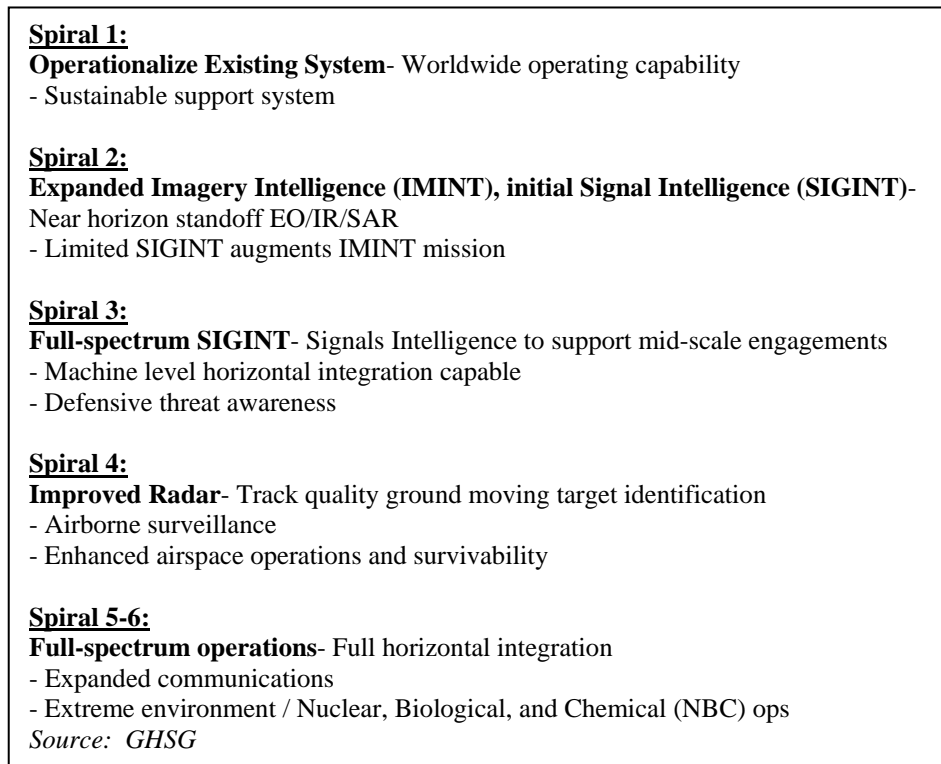 Spiral 1:
Operationalize Existing System- Worldwide operating capability
- Sustainable support system
Spiral 2:
Expanded Imagery Intelligence (IMINT), initial Signal Intelligence (SIGINT)-
Near horizon standoff EO/IR/SAR
- Limited SIGINT augments IMINT mission
Spiral 3:
Full-spectrum SIGINT- Signals Intelligence to support mid-scale engagements
- Machine level horizontal integration capable
- Defensive threat awareness
Spiral 4:
Improved Radar- Track quality ground moving target identification
- Airborne surveillance
- Enhanced airspace operations and survivability
Spiral 5-6:
Full-spectrum operations- Full horizontal integration
- Expanded communications
- Extreme environment / Nuclear, Biological, and Chemical (NBC) ops
Source: GHSG